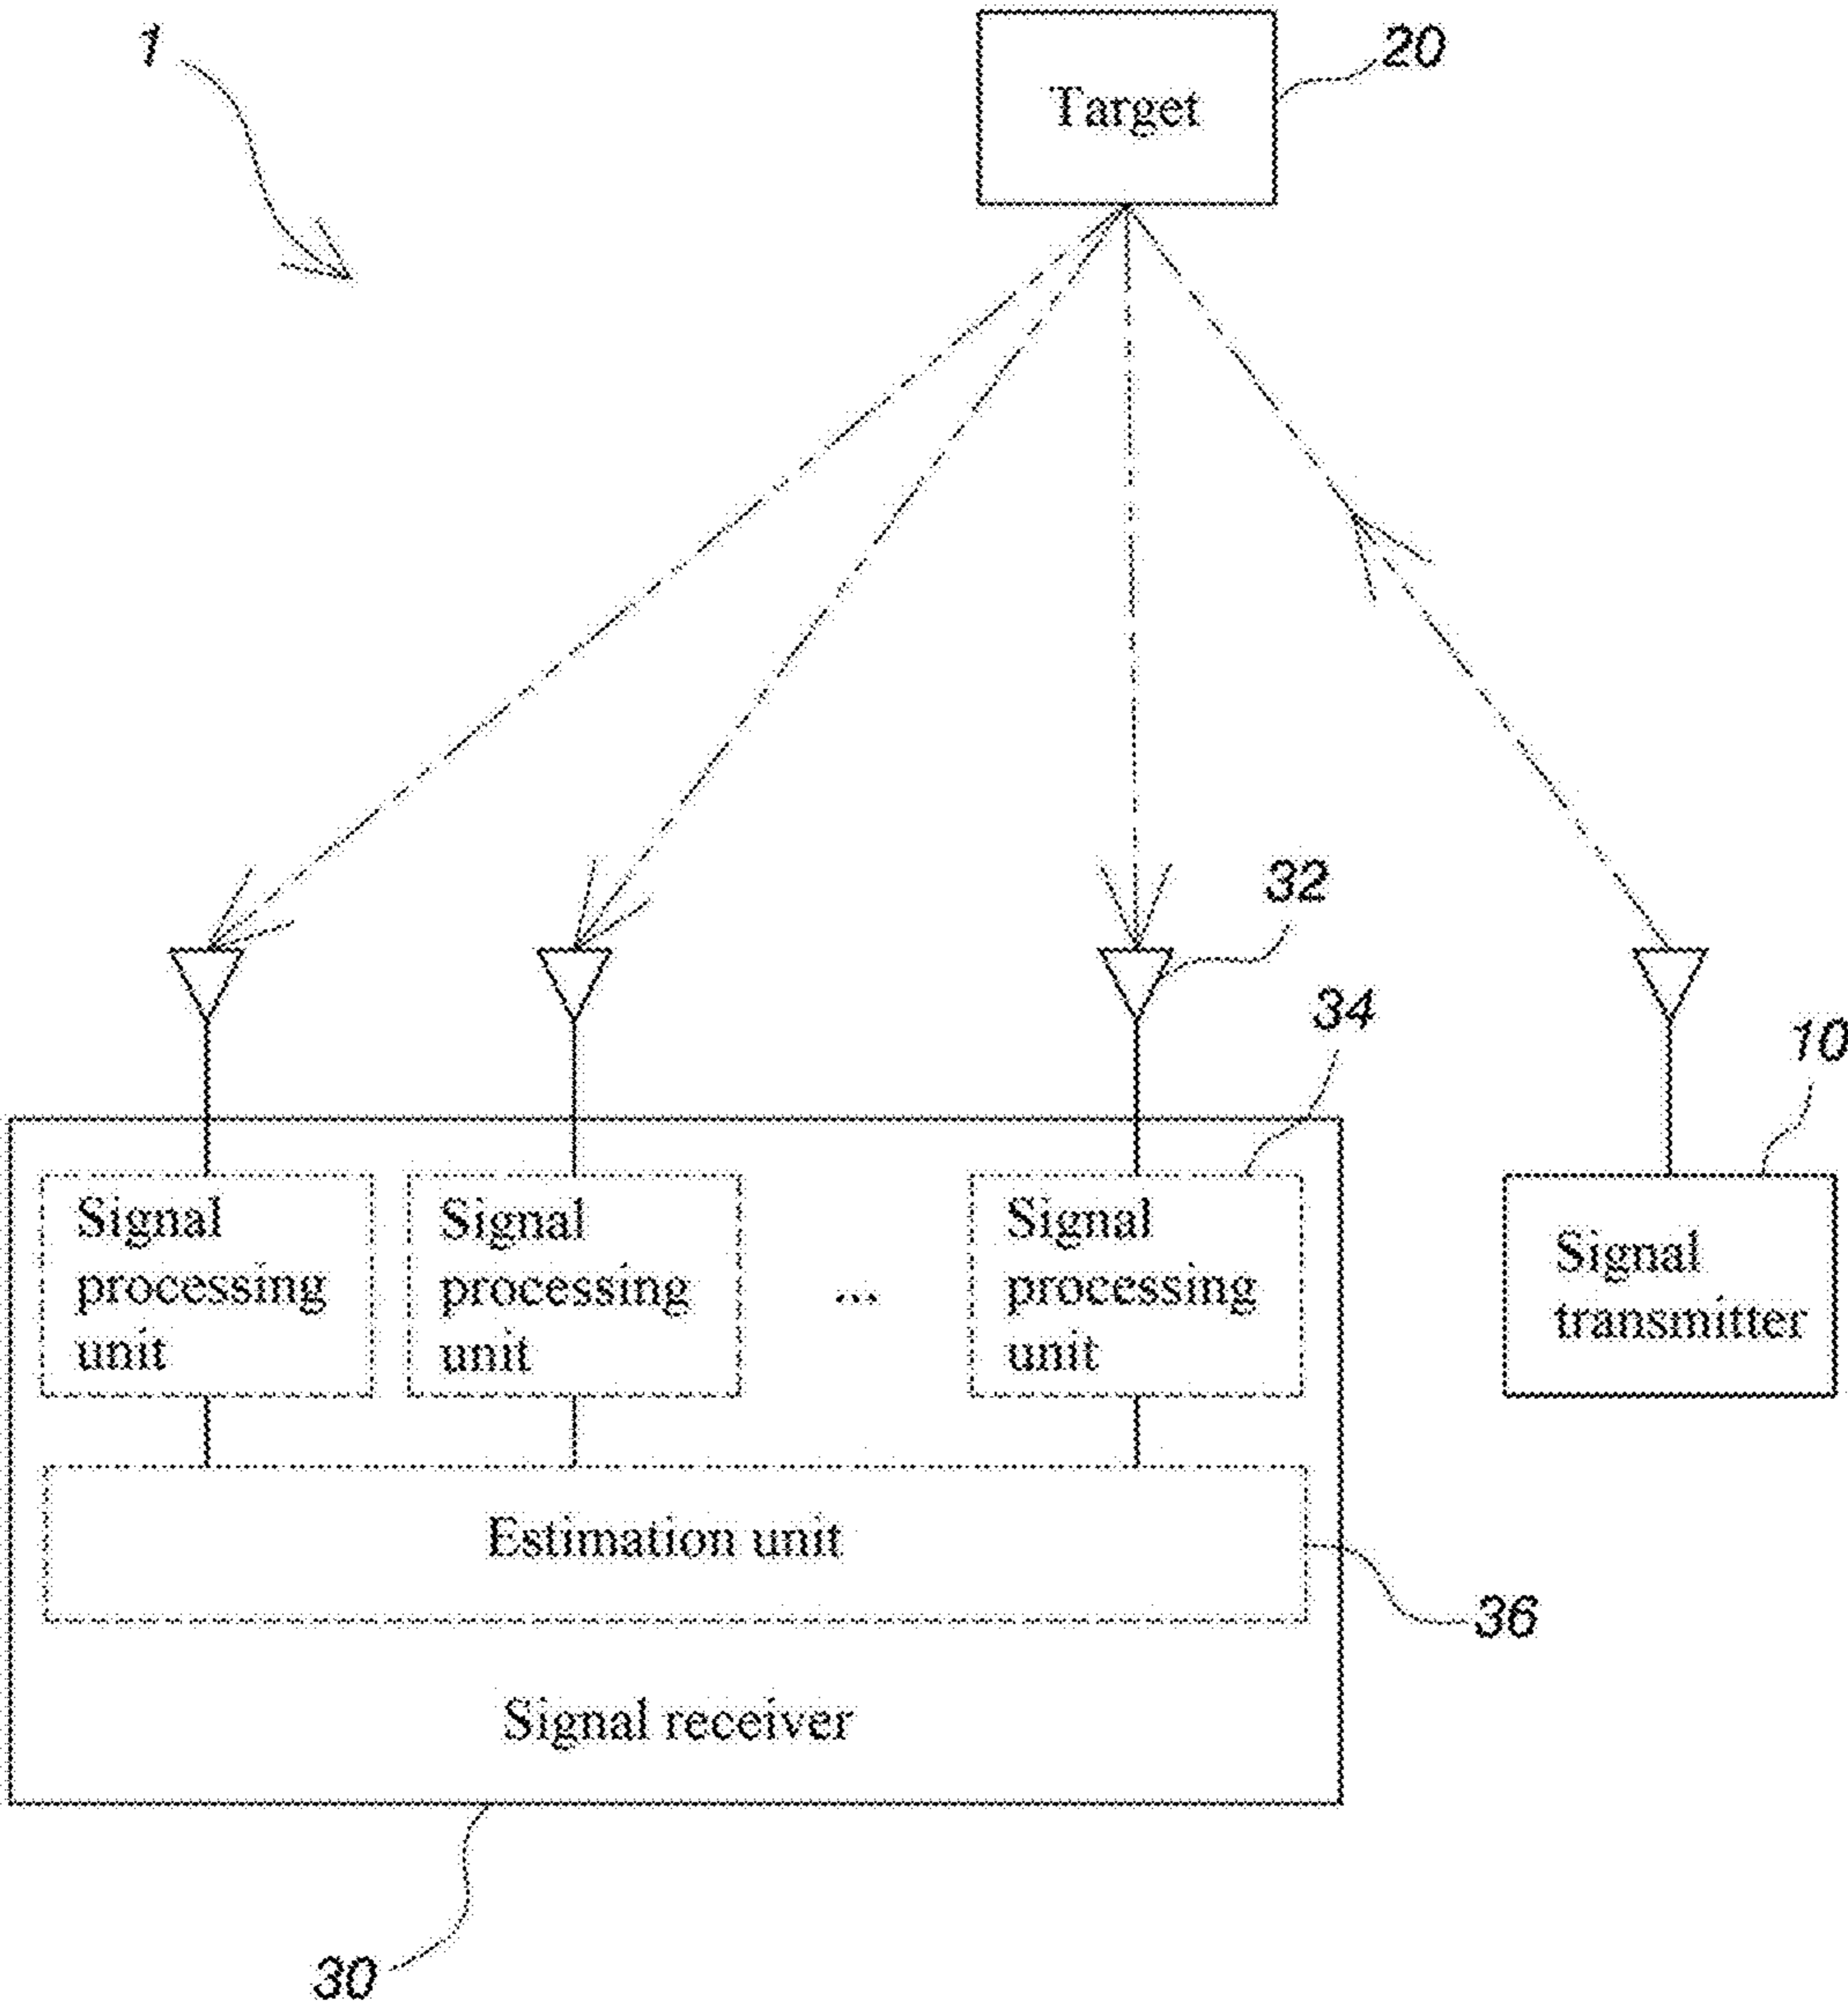 1
20
Target
32
34
10
Signal
processing
unit
Signal
processing
unit
...
Signal
processing
unit
Signal
transmitter
Estimation unit
36
Signal receiver
30